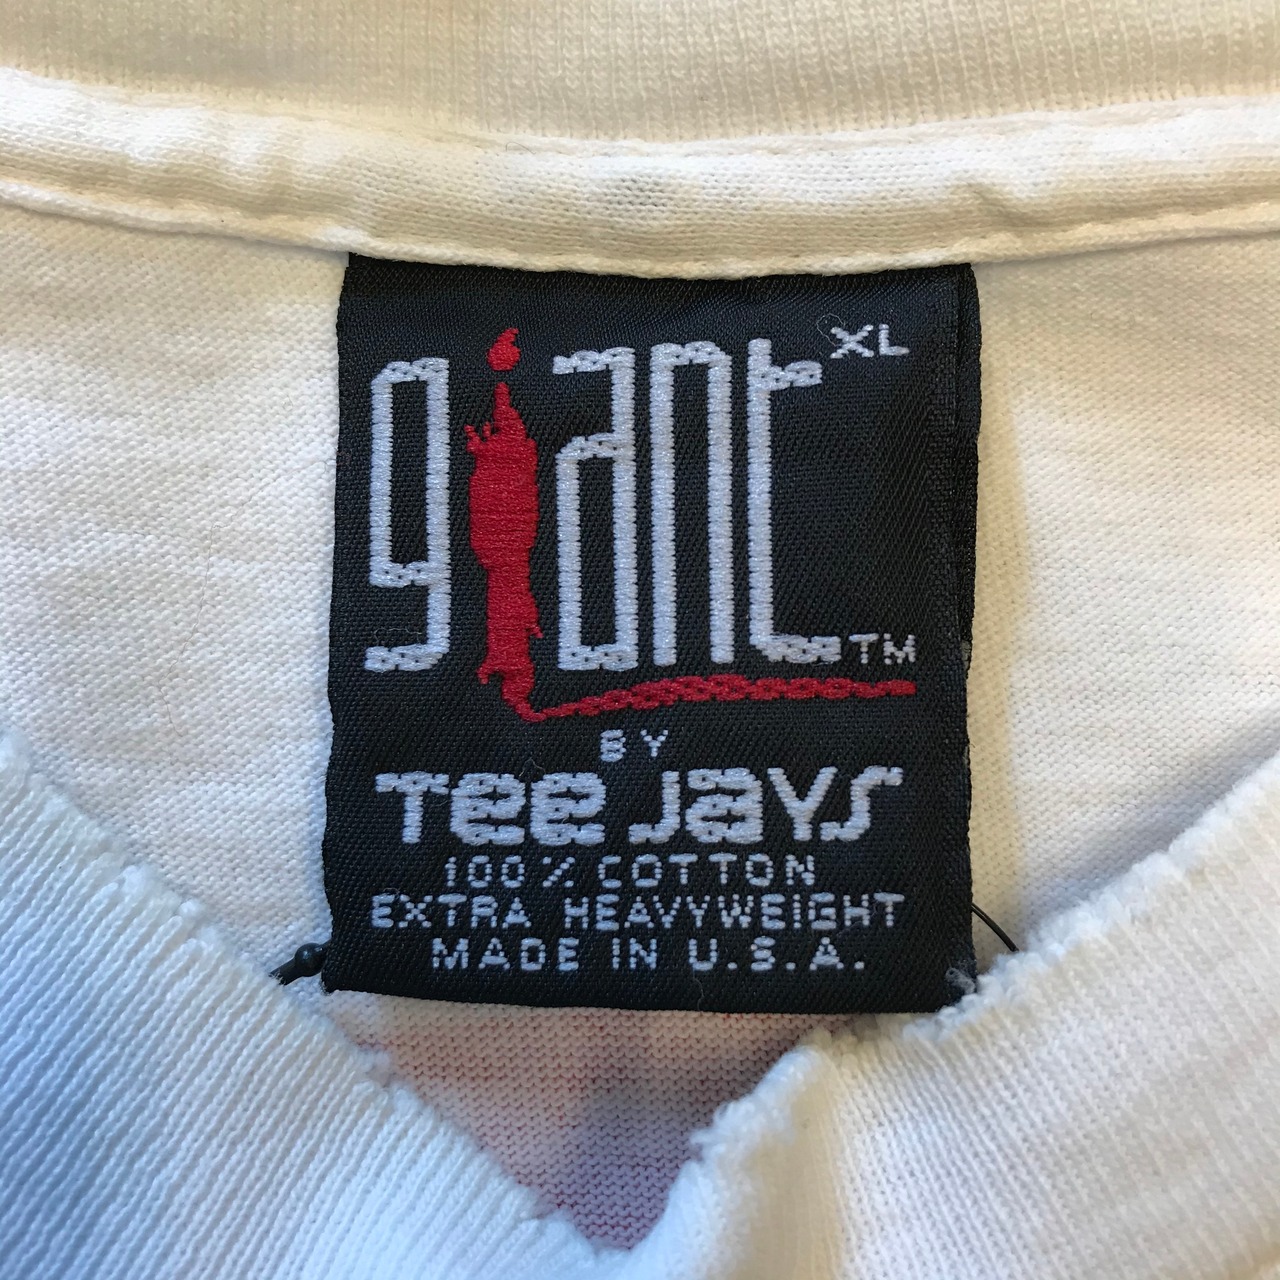 giant XL
TM
BY
Tee Jays
100% COTTON
EXTRA HEAVYWEIGHT
MADE IN U.S.A.